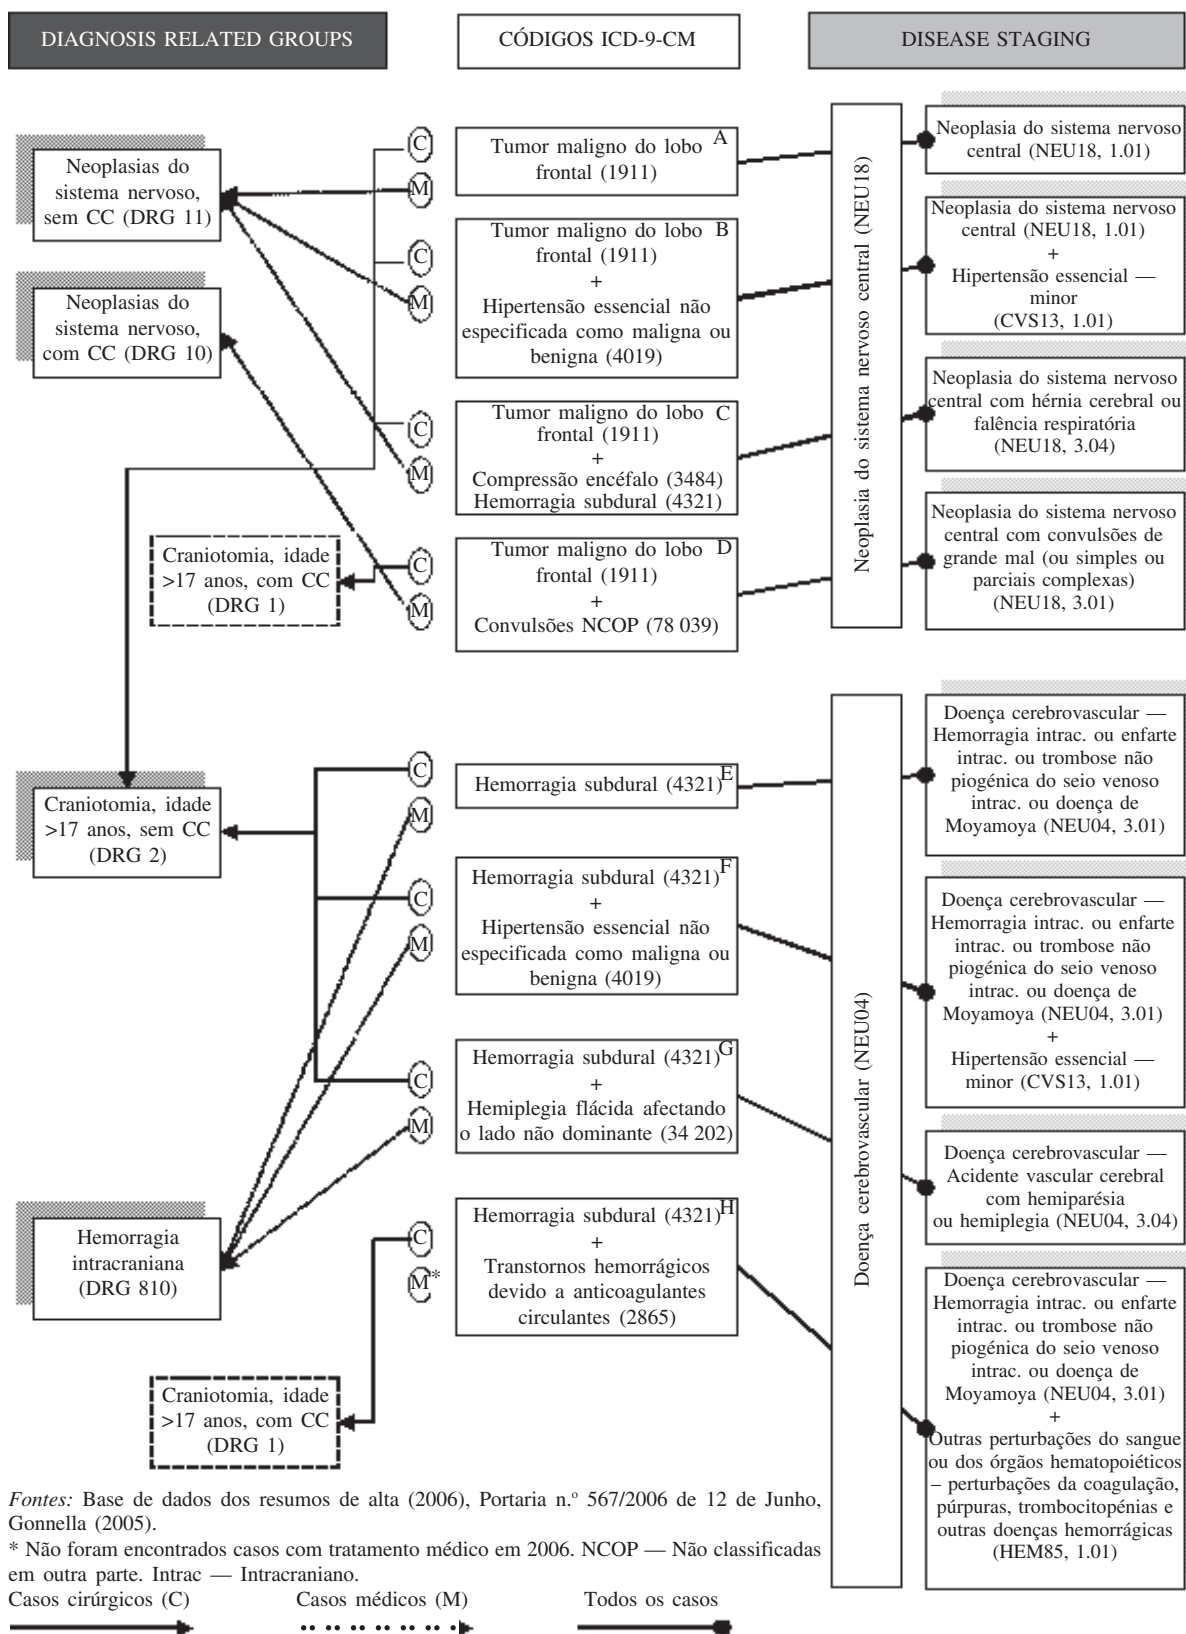 DIAGNOSIS RELATED GROUPS
CÓDIGOS ICD-9-CM
DISEASE STAGING
Neoplasias do
sistema nervoso,
sem CC (DRG 11)
Neoplasias do
sistema nervoso,
com CC (DRG 10)
Craniotomia, idade
>17 anos, com CC
(DRG 1)
Craniotomia, idade
>17 anos, sem CC
(DRG 2)
Hemorragia
intracraniana
(DRG 810)
Craniotomia, idade
>17 anos, com CC
(DRG 1)
C
M
C
M
C
M
C
M
C
M
C
M
C
M
C
M*
Tumor maligno do lobo A
frontal (1911)
Tumor maligno do lobo B
frontal (1911)
+
Hipertensão essencial não
especificada como maligna ou
benigna (4019)
Tumor maligno do lobo C
frontal (1911)
+
Compressão encéfalo (3484)
Hemorragia subdural (4321)
Tumor maligno do lobo D
frontal (1911)
+
Convulsões NCOP (78 039)
Hemorragia subdural (4321) E
Hemorragia subdural (4321) F
+
Hipertensão essencial não
especificada como maligna ou
benigna (4019)
Hemorragia subdural (4321) G
+
Hemiplegia flácida afectando
o lado não dominante (34 202)
Hemorragia subdural (4321) H
+
Transtornos hemorrágicos
devido a anticoagulantes
circulantes (2865)
Neoplasia do sistema nervoso central (NEU18)
Doença cerebrovascular (NEU04)
Neoplasia do sistema nervoso
central (NEU18, 1.01)
Neoplasia do sistema nervoso
central (NEU18, 1.01)
+
Hipertensão essencial —
minor
(CVS13, 1.01)
Neoplasia do sistema nervoso
central com hérnia cerebral ou
falência respiratória
(NEU18, 3.04)
Neoplasia do sistema nervoso
central com convulsões de
grande mal (ou simples ou
parciais complexas)
(NEU18, 3.01)
Doença cerebrovascular —
Hemorragia intrac. ou enfarte
intrac. ou trombose não
piogénica do seio venoso
intrac. ou doença de
Moyamoya (NEU04, 3.01)
Doença cerebrovascular —
Hemorragia intrac. ou enfarte
intrac. ou trombose não
piogénica do seio venoso
intrac. ou doença de
Moyamoya (NEU04, 3.01)
+
Hipertensão essencial —
minor (CVS13, 1.01)
Doença cerebrovascular —
Acidente vascular cerebral
com hemiparésia
ou hemiplegia (NEU04, 3.04)
Doença cerebrovascular —
Hemorragia intrac. ou enfarte
intrac. ou trombose não
piogénica do seio venoso
intrac. ou doença de
Moyamoya (NEU04, 3.01)
+
Outras perturbações do sangue
ou dos órgãos hematopoiéticos
– perturbações da coagulação,
púrpuras, trombocitopénias e
outras doenças hemorrágicas
(HEM85, 1.01)
Fontes: Base de dados dos resumos de alta (2006), Portaria n.º 567/2006 de 12 de Junho,
Gonnella (2005).
* Não foram encontrados casos com tratamento médico em 2006. NCOP — Não classificadas
em outra parte. Intrac — Intracraniano.
Casos cirúrgicos (C)
Casos médicos (M)
Todos os casos